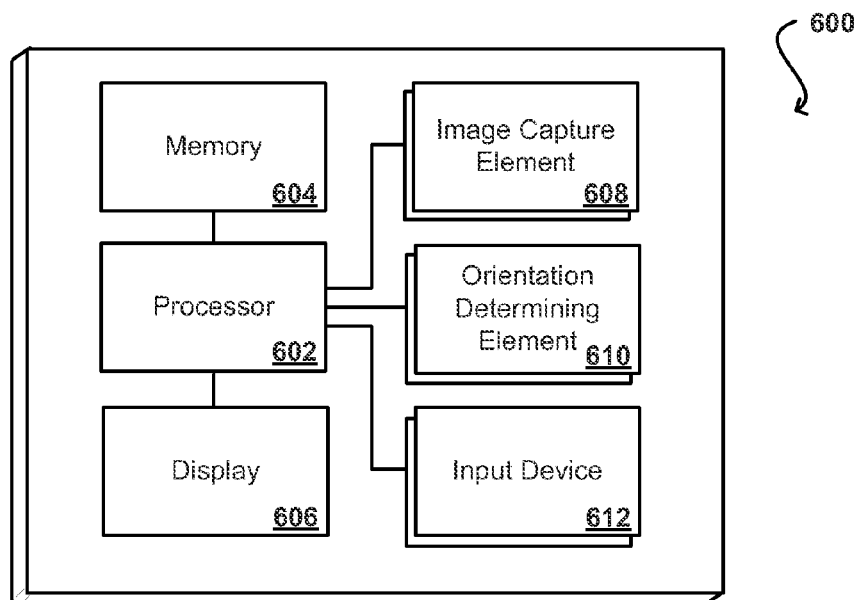 600
Memory
604
Image Capture
Element
608
Processor
602
Orientation
Determining
Element
610
Display
606
Input Device
612